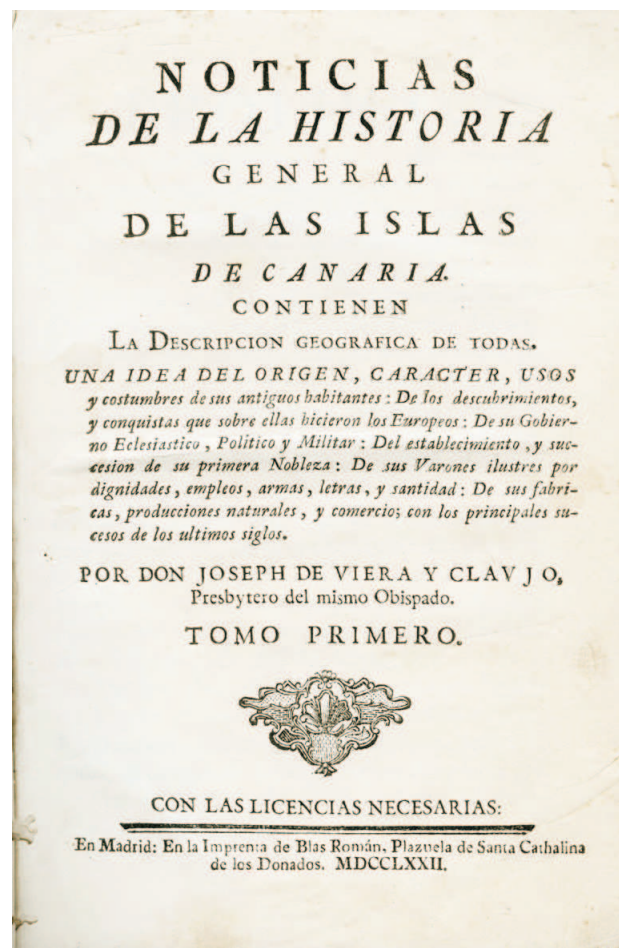 NOTICIAS
DE LA HISTORIA
GENERAL
DE LAS ISLAS
DE CANARIA.
CONTIENEN
LA DESCRIPCION GEOGRAFICA DE TODAS.
UNA IDEA DEL ORIGEN, CARACTER, USOS
y costumbres de sus antiguos habitantes: De los descubrimientos,
y conquistas que sobre ellas hicieron los Européos: De su Gobier-
no Eclesiastico, Politico y Militar: Del establecimiento, y suc-
cesion de su primera Nobleza: De sus Varones ilustres por
dignidades, empleos, armas, letras, y santidad: De sus fabri-
cas, producciones naturales, y comercio; con los principales su-
cesos de los ultimos siglos.
POR DON JOSEPH DE VIERA Y CLAVIJO,
Presbytero del mismo Obispado.
TOMO PRIMERO.
CON LAS LICENCIAS NECESARIAS:
En Madrid: En la Imprenta de Blas Román, Plazuela de Santa Cathalina
de los Donados. MDCCLXXII.